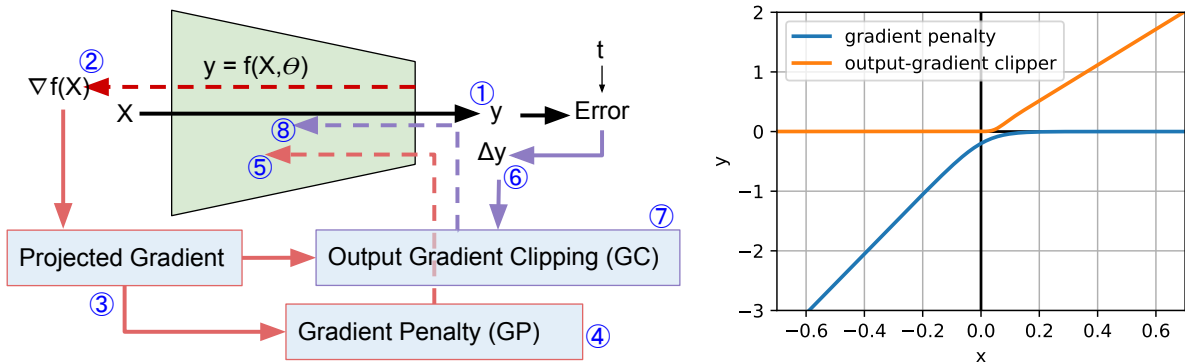 ② y = f(X,Θ)
∇ f(X)
X
① y
t
Error
⑧
Δy
⑤
⑥
⑦
Projected Gradient
Output Gradient Clipping (GC)
③
Gradient Penalty (GP)
④
2
1
0
−1
−2
−3
y
gradient penalty
output-gradient clipper
−0.6 −0.4 −0.2 0.0 0.2 0.4 0.6
x